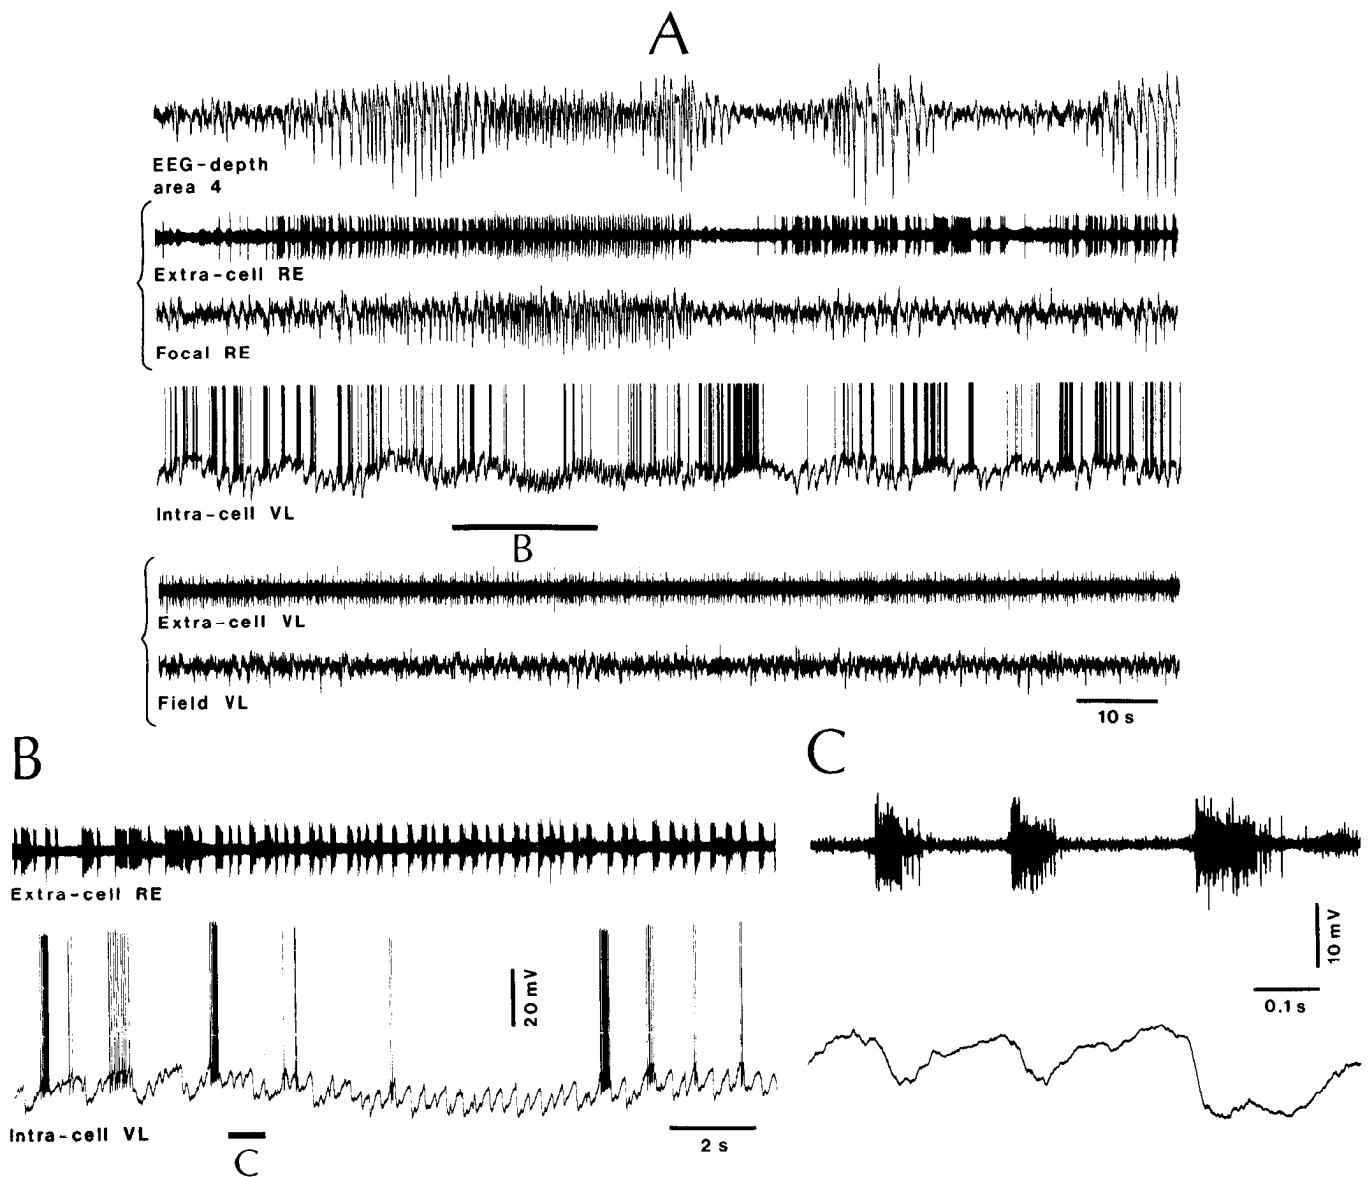 A
EEG-depth
area 4
Extra-cell RE
Focal RE
Intra-cell VL
B
Extra-cell VL
Field VL
10 s
B
Extra-cell RE
20 mV
Intra-cell VL
C
2 s
C
10 mV
0.1 s